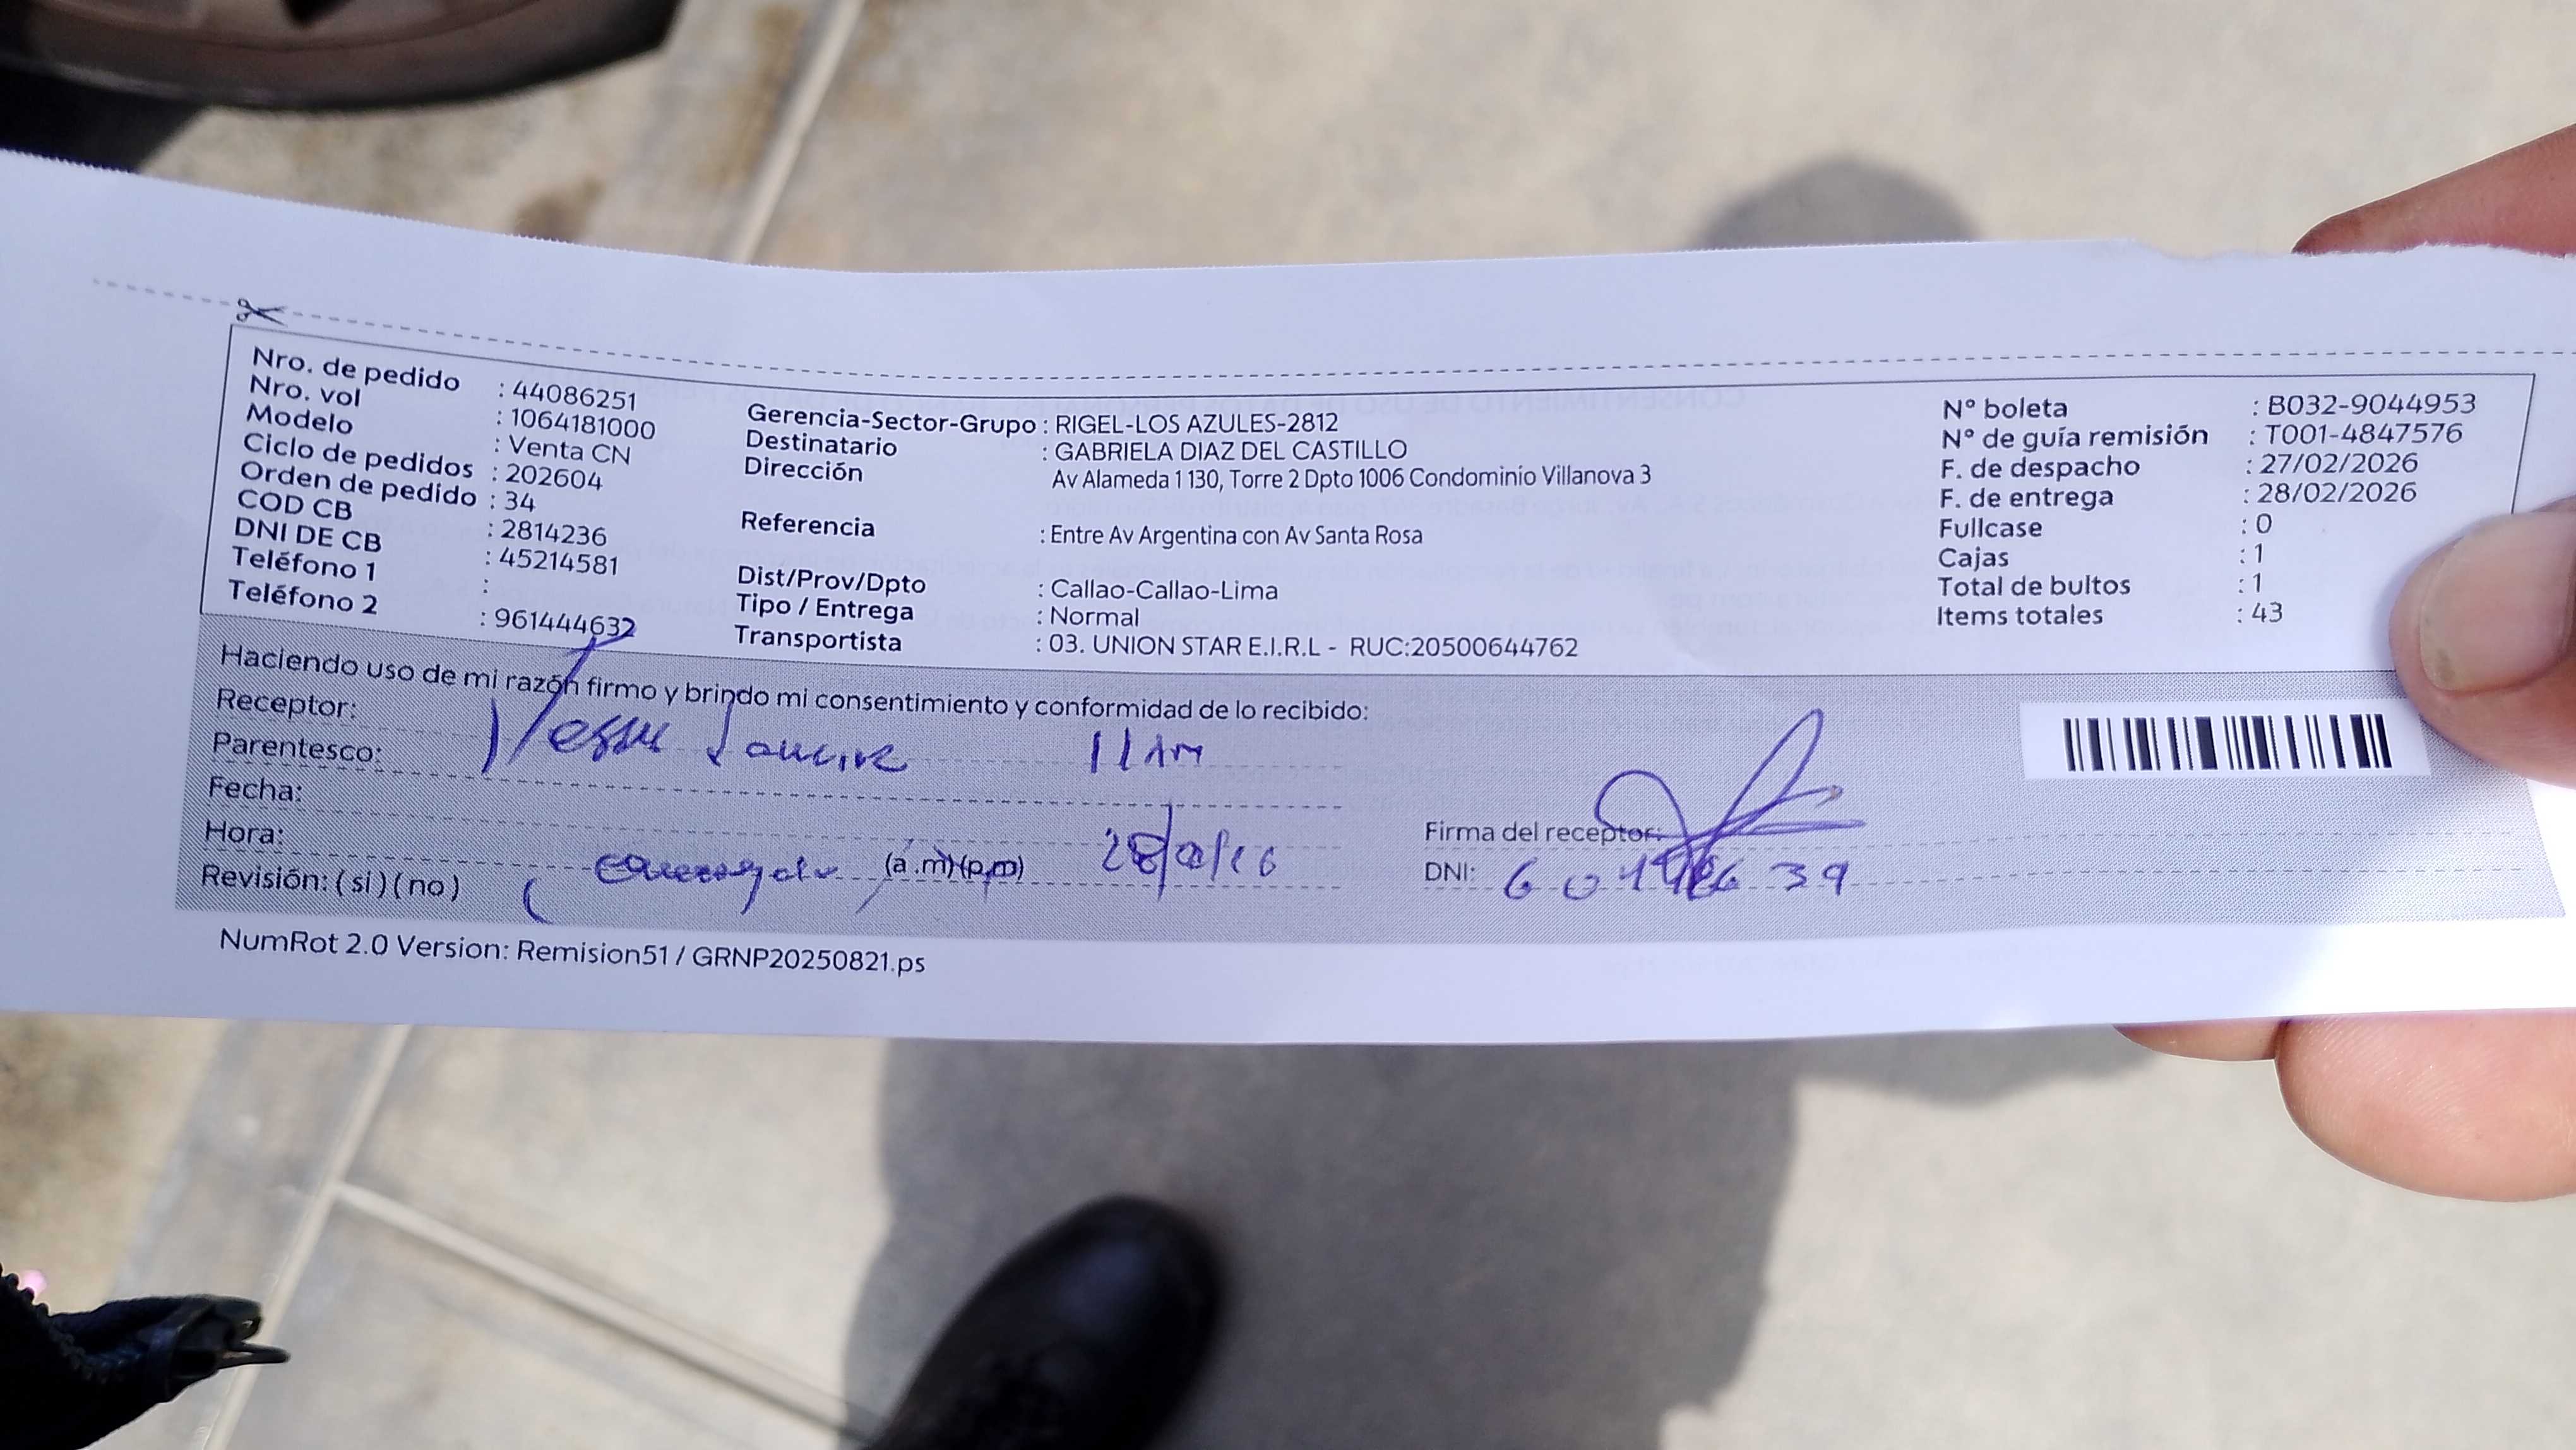 Nro. de pedido : 44086251
Nro. vol : 1064181000
Modelo : Venta CN
Ciclo de pedidos : 202604
Orden de pedido : 34
COD CB : 2814236
DNI DE CB : 45214581
Teléfono 1 :
Teléfono 2 : 961444632
Gerencia-Sector-Grupo : RIGEL-LOS AZULES-2812
Destinatario : GABRIELA DIAZ DEL CASTILLO
Dirección Av Alameda 1 130, Torre 2 Dpto 1006 Condominio Villanova 3
Referencia : Entre Av Argentina con Av Santa Rosa
Dist/Prov/Dpto : Callao-Callao-Lima
Tipo / Entrega : Normal
Transportista : 03. UNION STAR E.I.R.L - RUC:20500644762
N° boleta : B032-9044953
N° de guía remisión : T001-4847576
F. de despacho : 27/02/2026
F. de entrega : 28/02/2026
Fullcase : 0
Cajas : 1
Total de bultos : 1
Items totales : 43
Haciendo uso de mi razón firmo y brindo mi consentimiento y conformidad de lo recibido:
Receptor:
Parentesco: 11 Am
Fecha:
Hora: (a.m)(p.m)
Revisión: (si) (no)
Firma del receptor:
DNI:
NumRot 2.0 Version: Remision51 / GRNP20250821.ps